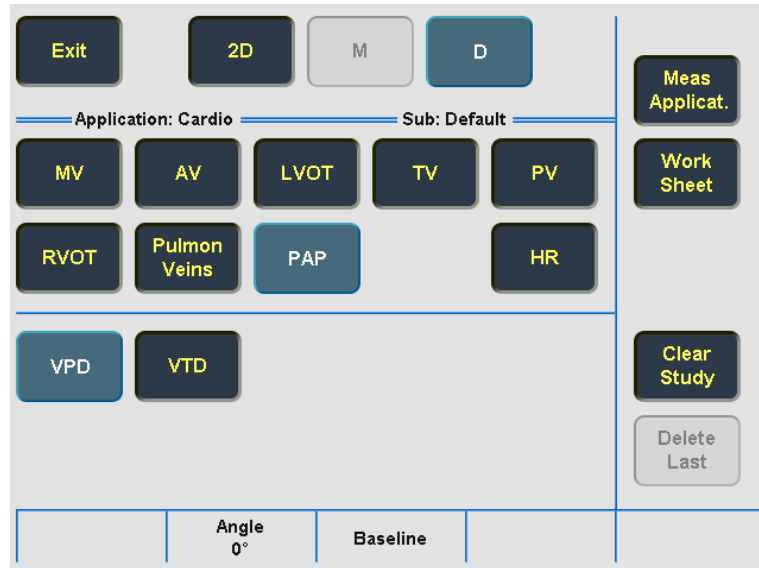 Exit
2D
M
D
Meas
Applicat.
Application: Cardio
Sub: Default
MV
AV
LVOT
TV
PV
Work
Sheet
RVOT
Pulmon
Veins
PAP
HR
VPD
VTD
Clear
Study
Delete
Last
Angle
0°
Baseline